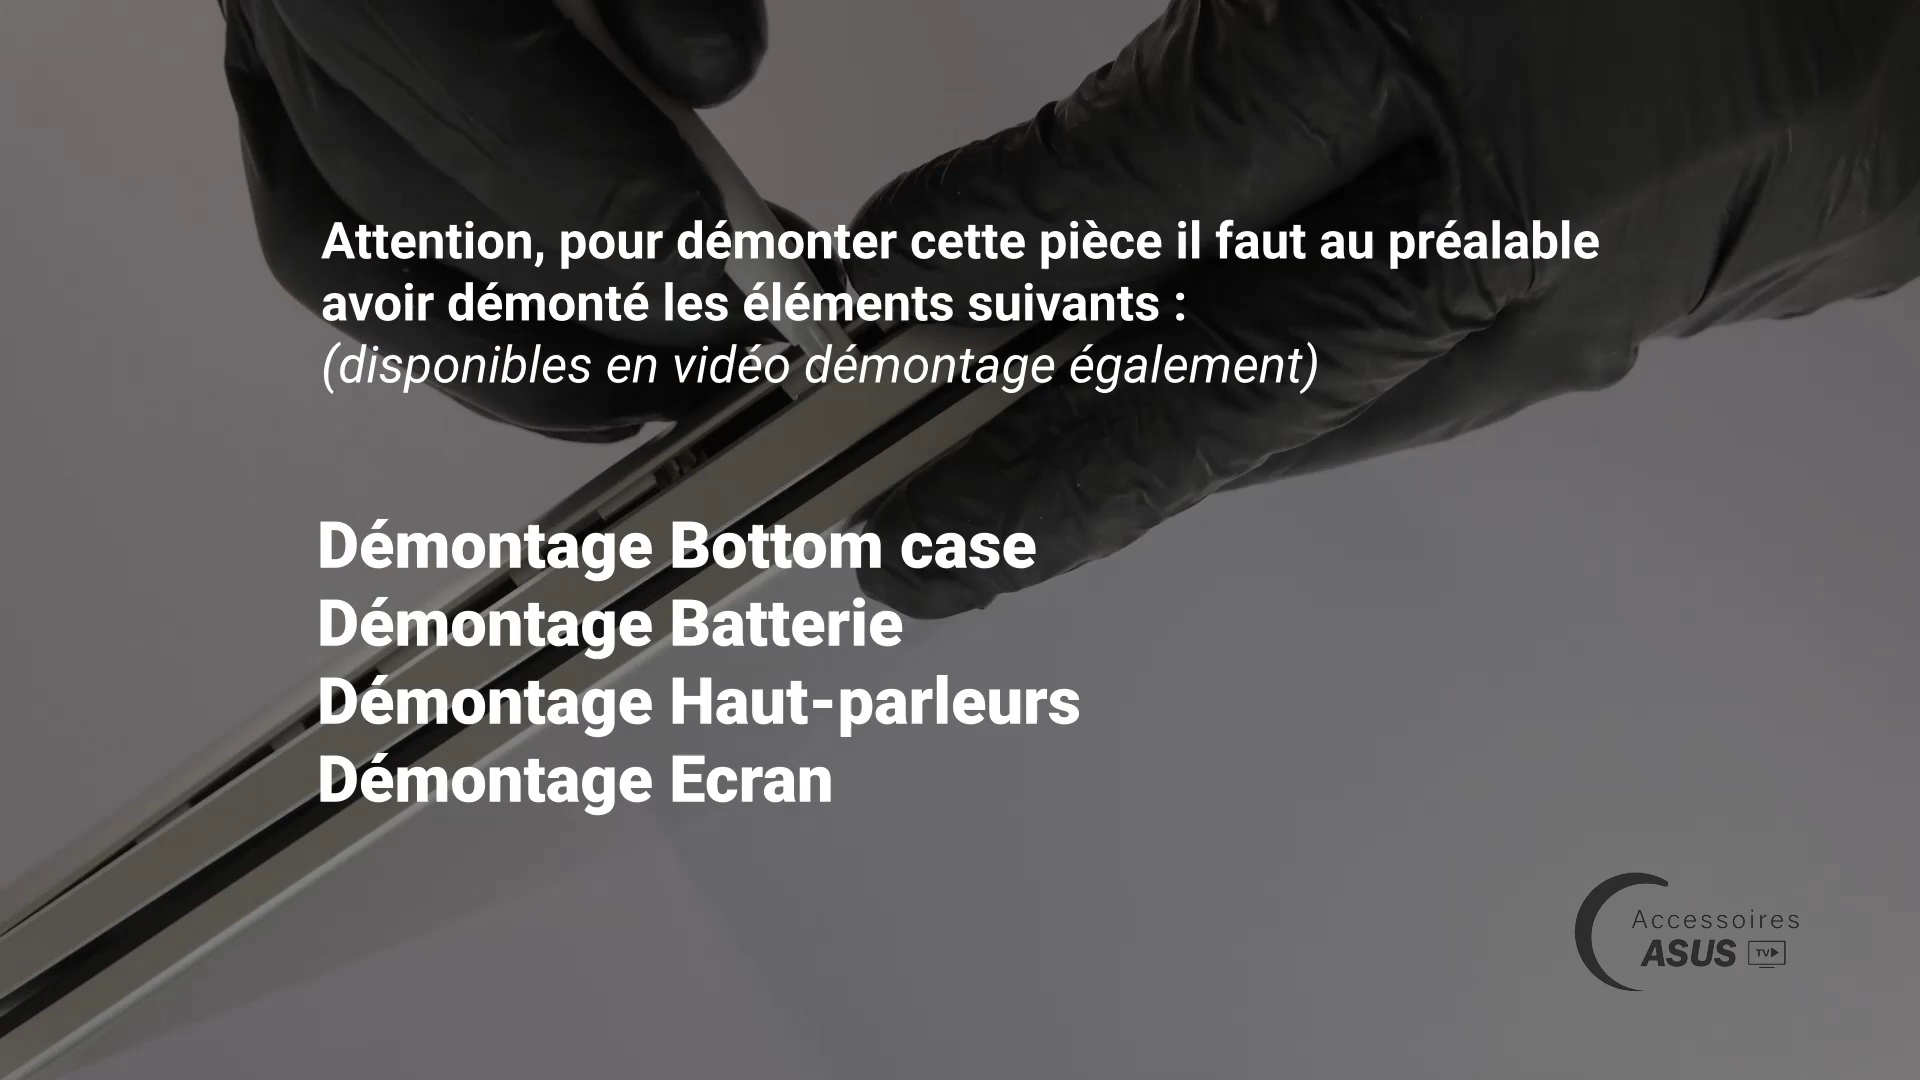 Attention, pour démonter cette pièce il faut au préalable
avoir démonté les éléments suivants :
(disponibles en vidéo démontage également)
Démontage Bottom case
Démontage Batterie
Démontage Haut-parleurs
Démontage Ecran
Accessoires
ASUS TV